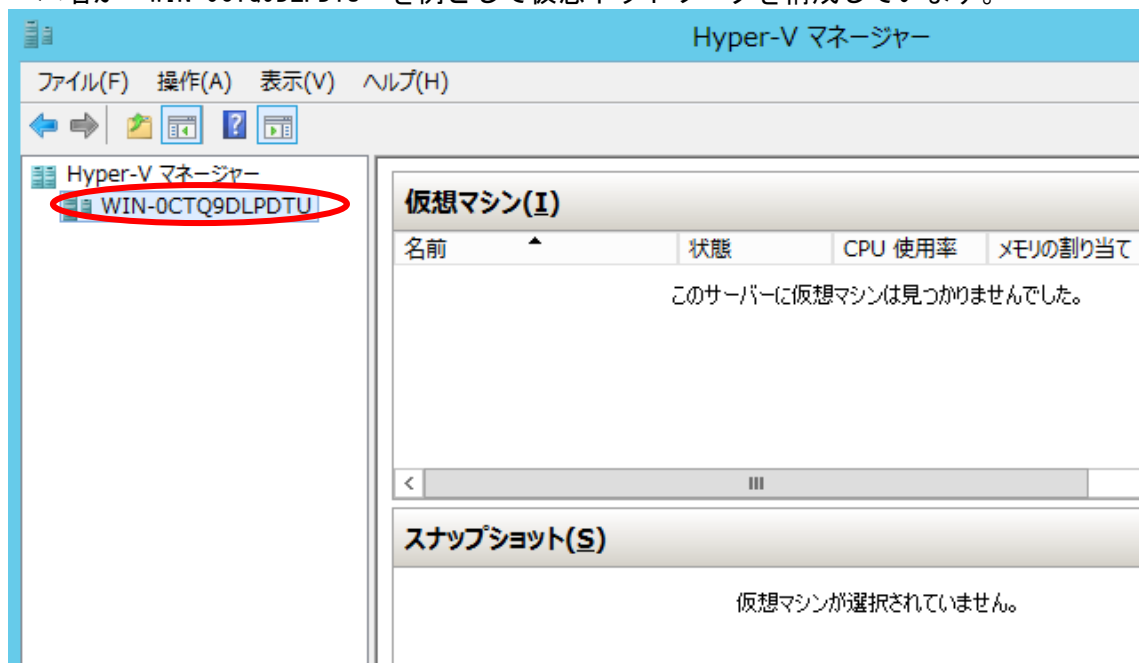 Hyper-V マネージャー
ファイル(F) 操作(A) 表示(V) ヘルプ(H)
Hyper-V マネージャー
WIN-0CTQ9DLPDTU
仮想マシン(I)
名前 状態 CPU 使用率 メモリの割り当て
このサーバーに仮想マシンは見つかりませんでした。
スナップショット(S)
仮想マシンが選択されていません。